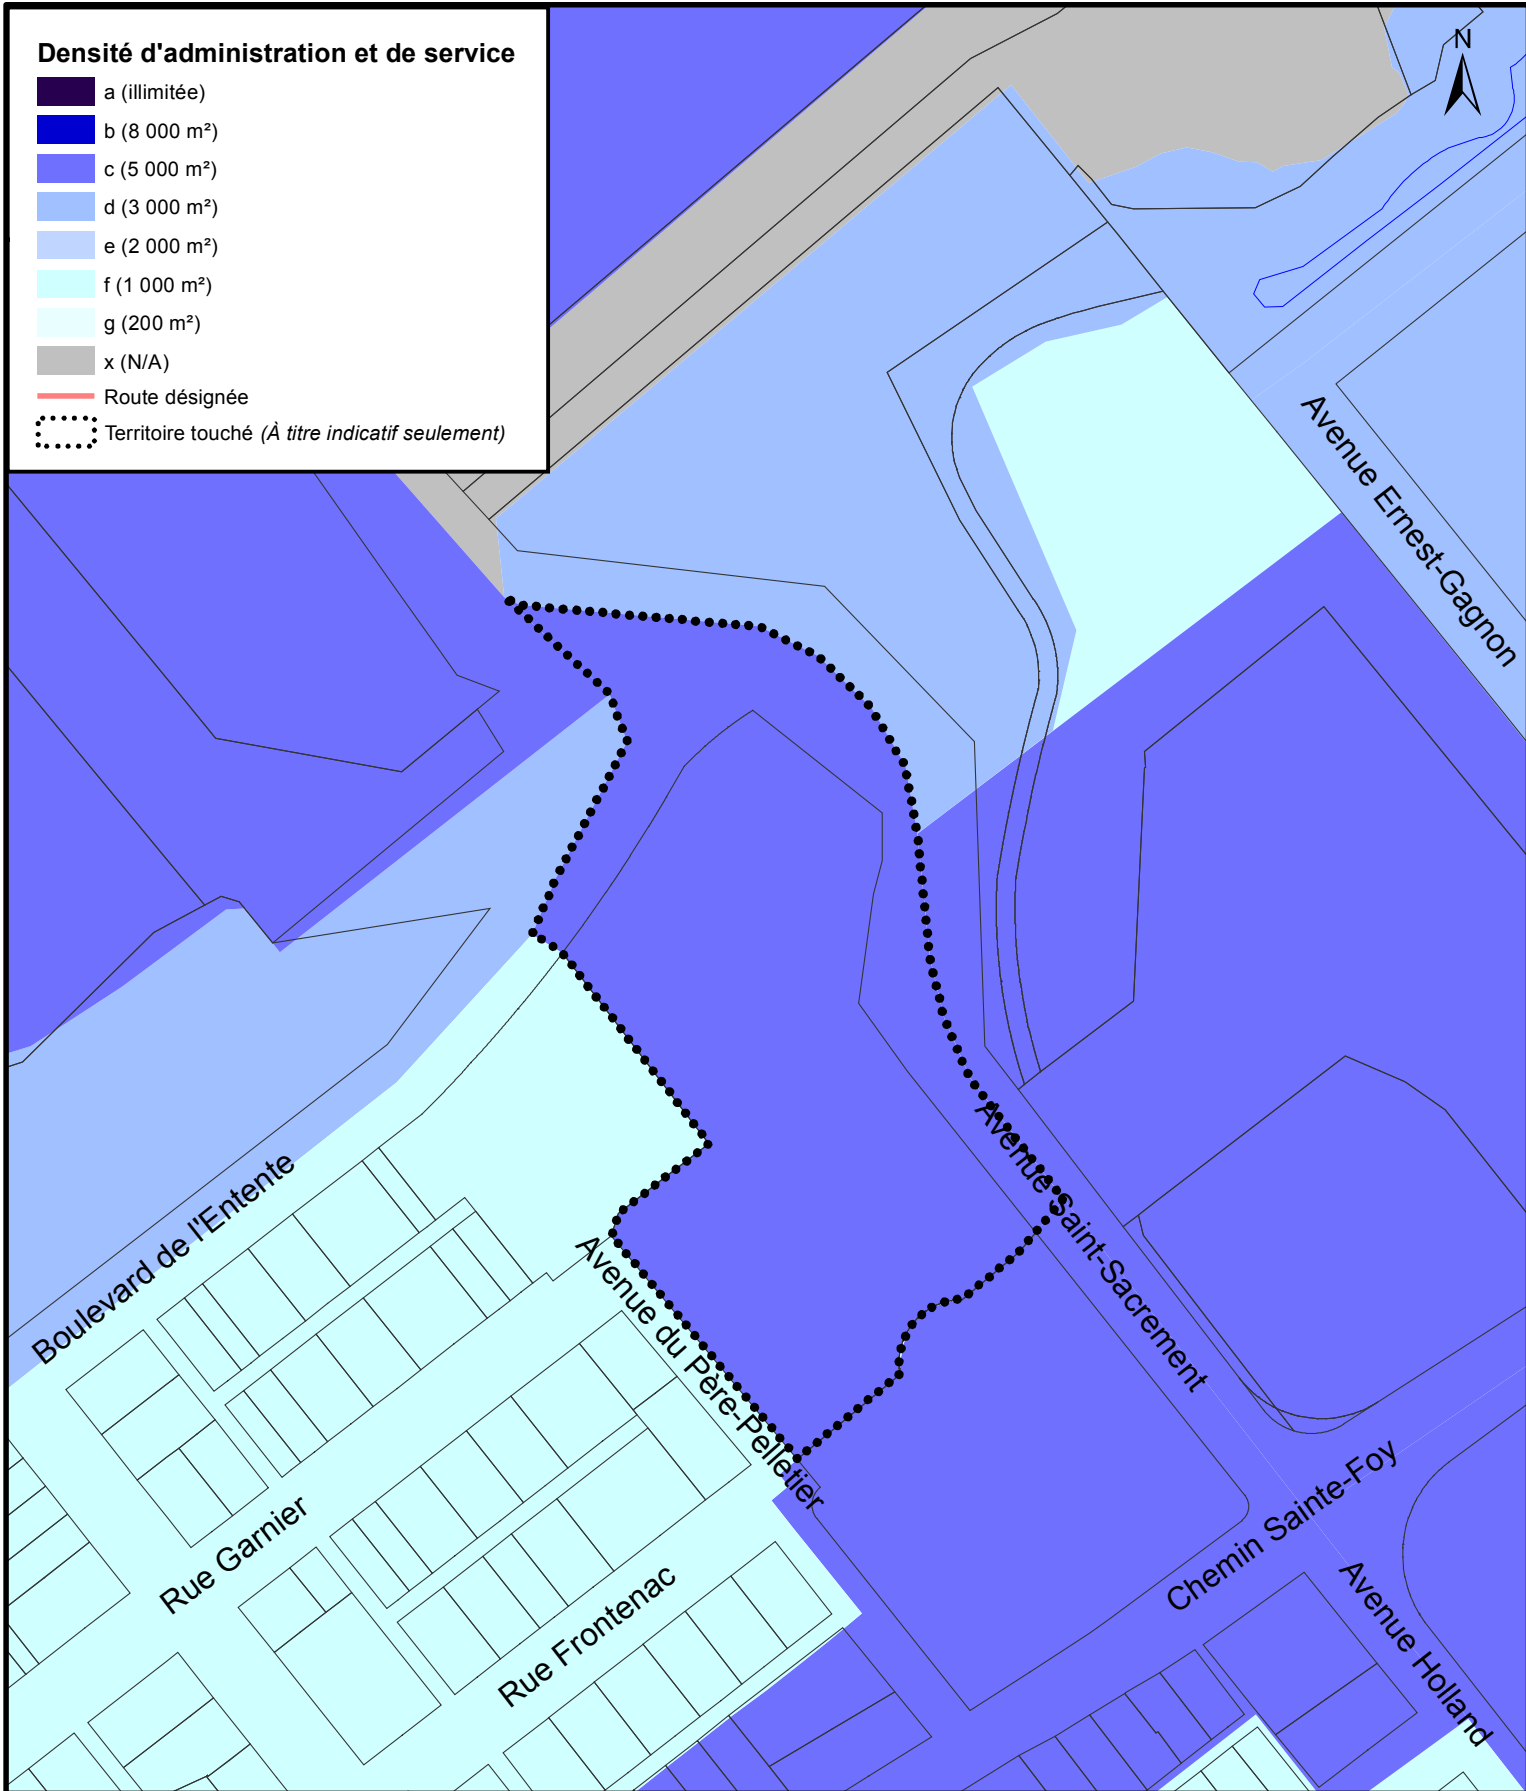 Densité d'administration et de service
a (illimitée)
b (8 000 m²)
c (5 000 m²)
d (3 000 m²)
e (2 000 m²)
f (1 000 m²)
g (200 m²)
x (N/A)
Route désignée
Territoire touché (À titre indicatif seulement)
N
Avenue Ernest-Gagnon
Avenue Saint-Sacrement
Boulevard de l'Entente
Avenue du Père-Pelletier
Rue Garnier
Rue Frontenac
Chemin Sainte-Foy
Avenue Holland